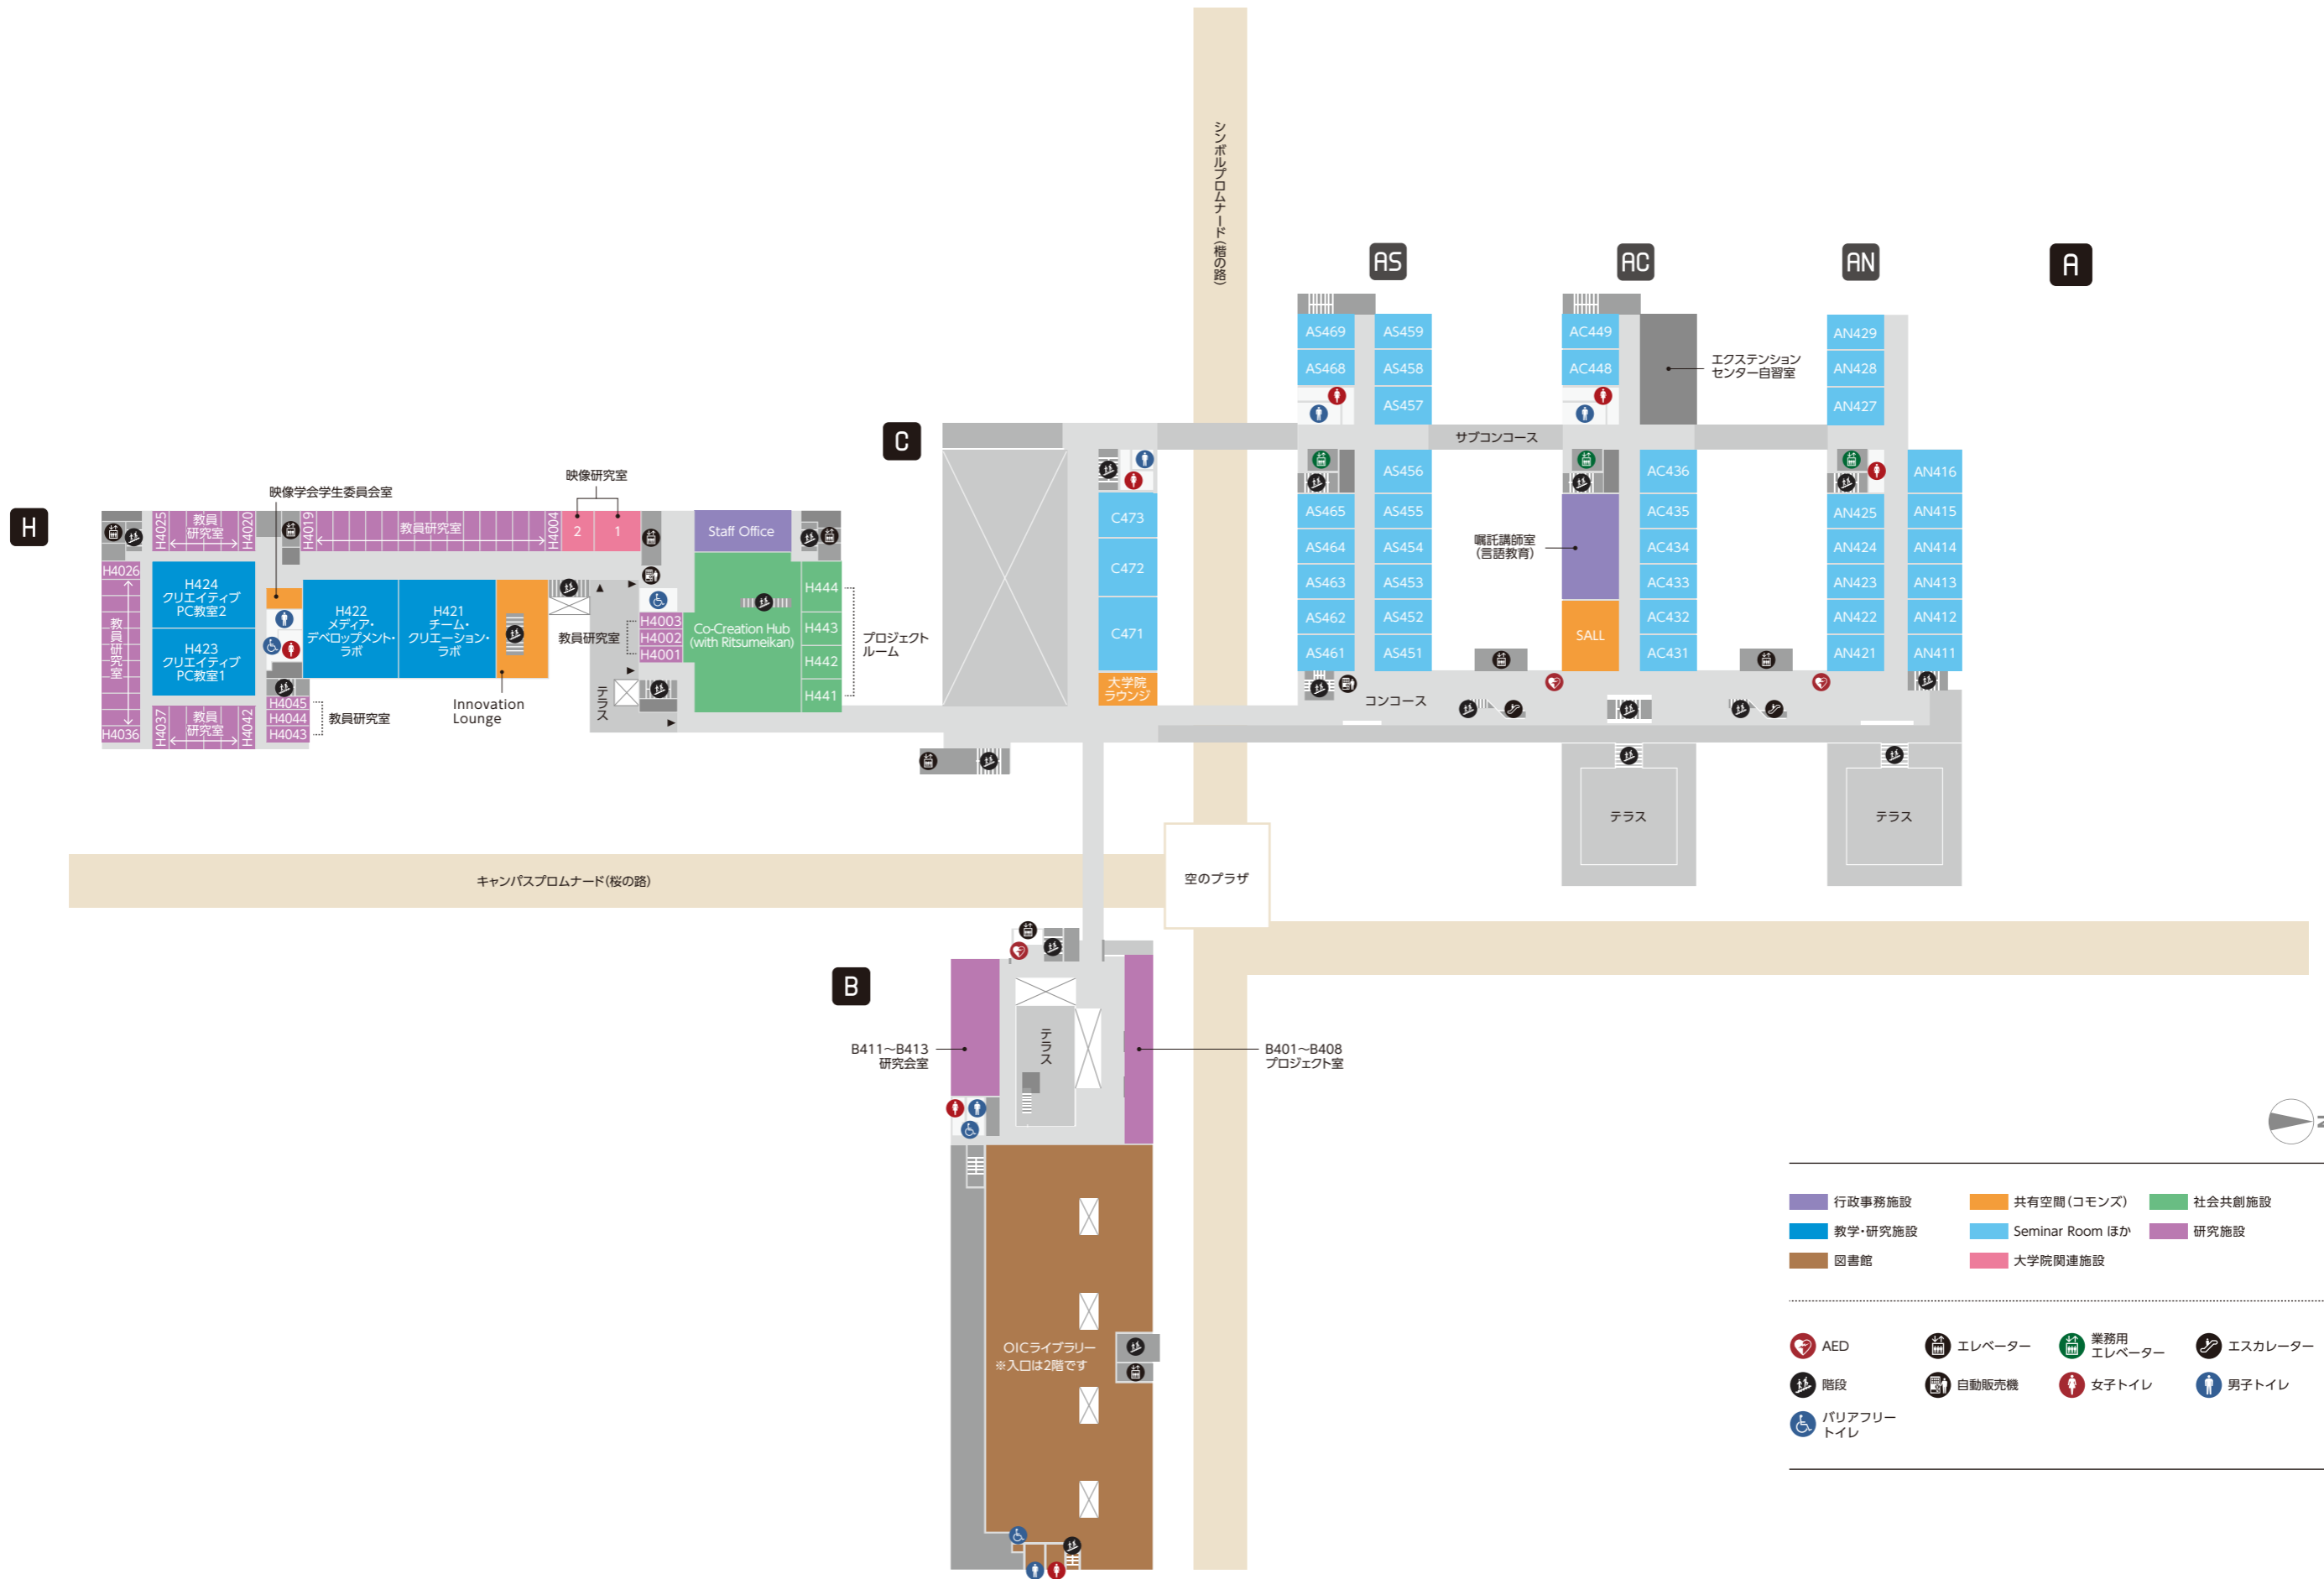 シンボルプロムナード(楷の路)
AS
AC
AN
A
AS469
AS459
AS468
AS458
AS457
AC449
AC448
エクステンション
センター自習室
AN429
AN428
AN427
C
サブコンコース
AS456
AS465
AS455
AS464
AS454
AS463
AS453
AS462
AS452
AS461
AS451
嘱託講師室
(言語教育)
SALL
AC436
AC435
AC434
AC433
AC432
AC431
AN416
AN425
AN415
AN424
AN414
AN423
AN413
AN422
AN412
AN421
AN411
コンコース
テラス
テラス
C473
C472
C471
大学院
ラウンジ
H
映像学会学生委員会室
映像研究室
H4025
教員
研究室
H4020
H4019
教員研究室
H4004
2
1
Staff Office
H4026
教員研究室
H4036
H424
クリエイティブ
PC教室2
H423
クリエイティブ
PC教室1
H422
メディア・
デベロップメント・
ラボ
H421
チーム・
クリエーション・
ラボ
Innovation
Lounge
テラス
教員研究室
H4003
H4002
H4001
Co-Creation Hub
(with Ritsumeikan)
H444
H443
H442
H441
プロジェクト
ルーム
H4037
教員
研究室
H4042
H4045
H4044
H4043
教員研究室
キャンパスプロムナード(桜の路)
空のプラザ
B
B411〜B413
研究会室
テラス
B401〜B408
プロジェクト室
OICライブラリー
※入口は2階です
行政事務施設
共有空間(コモンズ)
社会共創施設
教学・研究施設
Seminar Room ほか
研究施設
図書館
大学院関連施設
AED
エレベーター
業務用
エレベーター
エスカレーター
階段
自動販売機
女子トイレ
男子トイレ
バリアフリー
トイレ